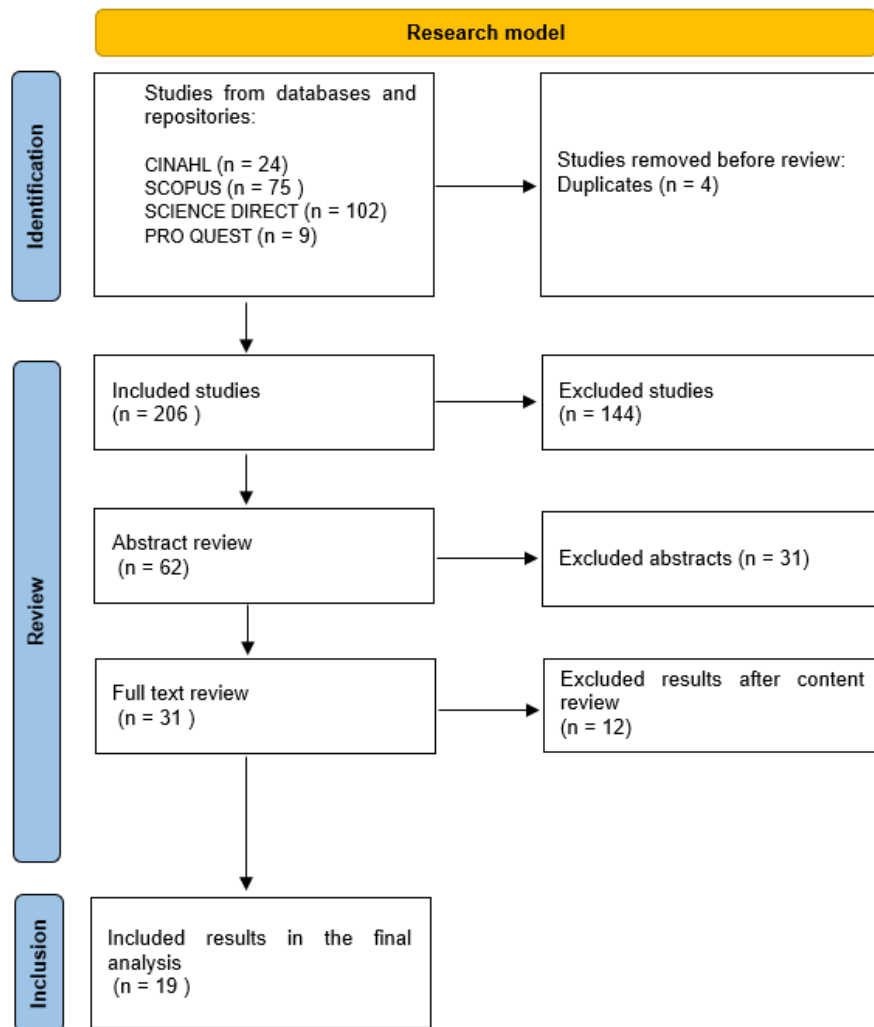 Research model
Identification
Studies from databases and
repositories:
CINAHL (n = 24)
SCOPUS (n = 75 )
SCIENCE DIRECT (n = 102)
PRO QUEST (n = 9)
Studies removed before review:
Duplicates (n = 4)
Review
Included studies
(n = 206 )
Excluded studies
(n = 144)
Abstract review
(n = 62)
Excluded abstracts (n = 31)
Full text review
(n = 31 )
Excluded results after content
review
(n = 12)
Inclusion
Included results in the final
analysis
(n = 19 )